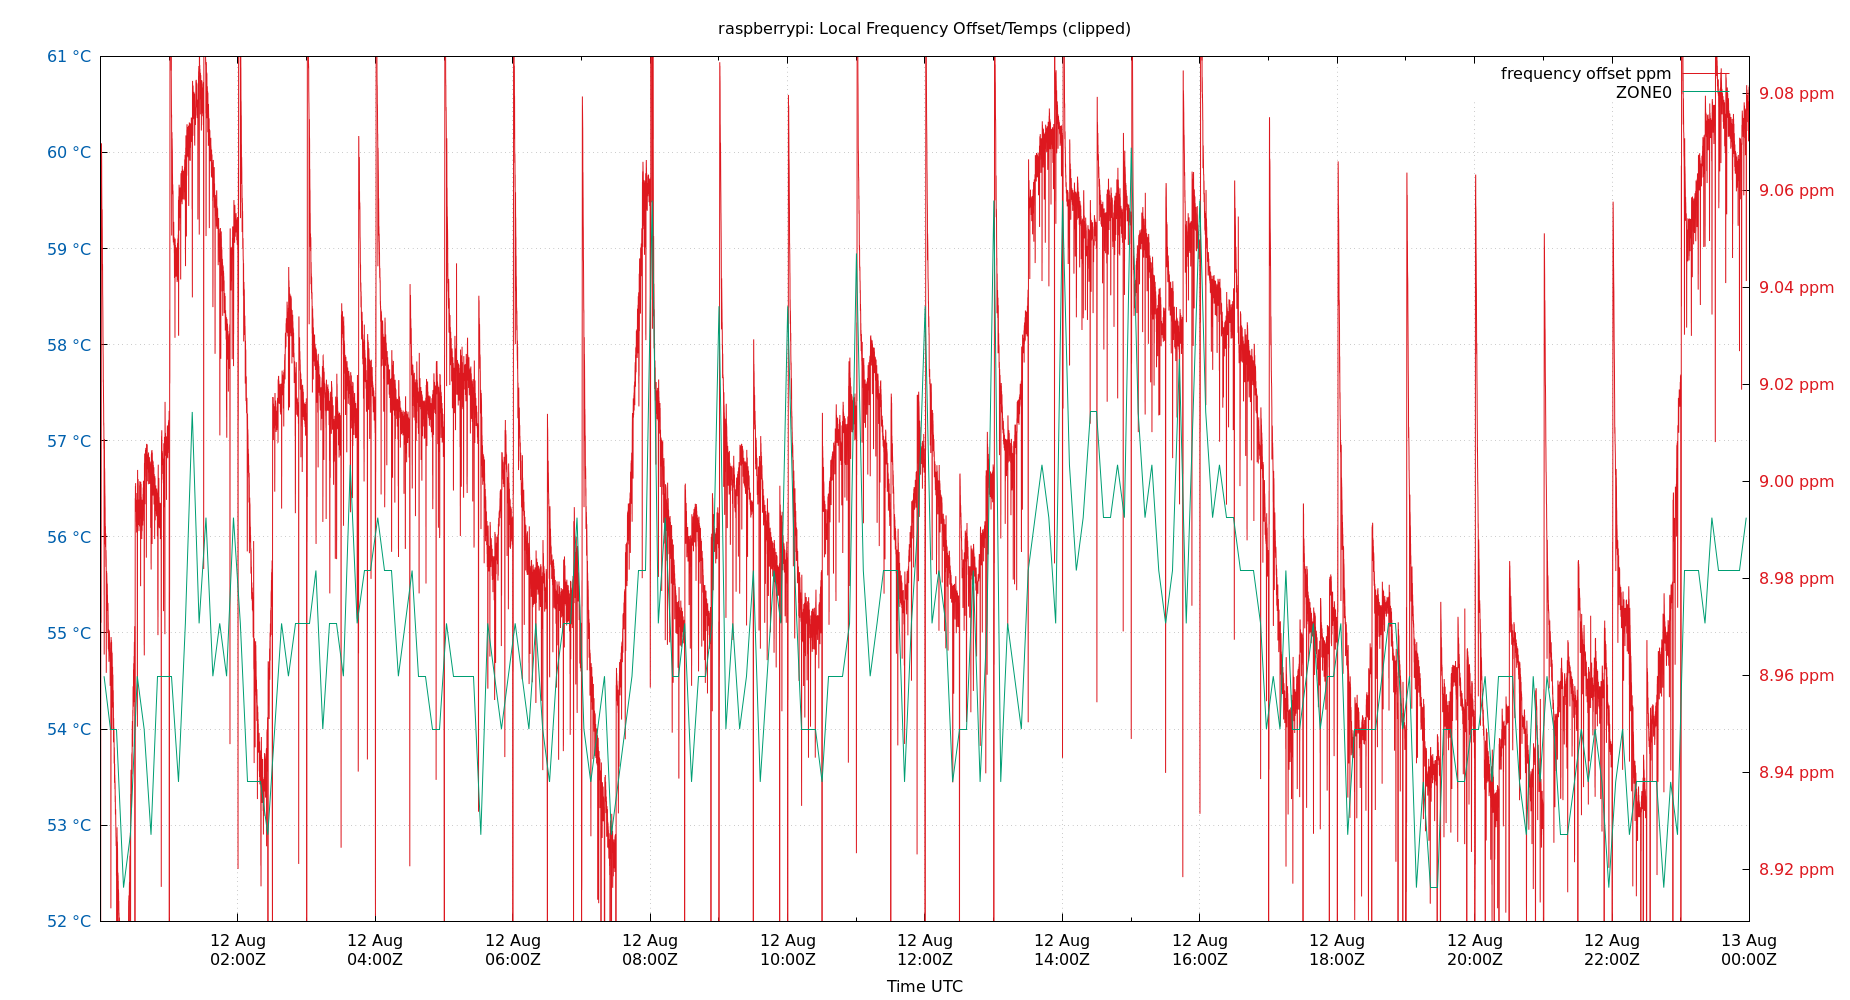 raspberrypi: Local Frequency Offset/Temps (clipped)
frequency offset ppm
ZONE0
61 °C
60 °C
59 °C
58 °C
57 °C
56 °C
55 °C
54 °C
53 °C
52 °C
9.08 ppm
9.06 ppm
9.04 ppm
9.02 ppm
9.00 ppm
8.98 ppm
8.96 ppm
8.94 ppm
8.92 ppm
12 Aug
02:00Z
12 Aug
04:00Z
12 Aug
06:00Z
12 Aug
08:00Z
12 Aug
10:00Z
12 Aug
12:00Z
12 Aug
14:00Z
12 Aug
16:00Z
12 Aug
18:00Z
12 Aug
20:00Z
12 Aug
22:00Z
13 Aug
00:00Z
Time UTC